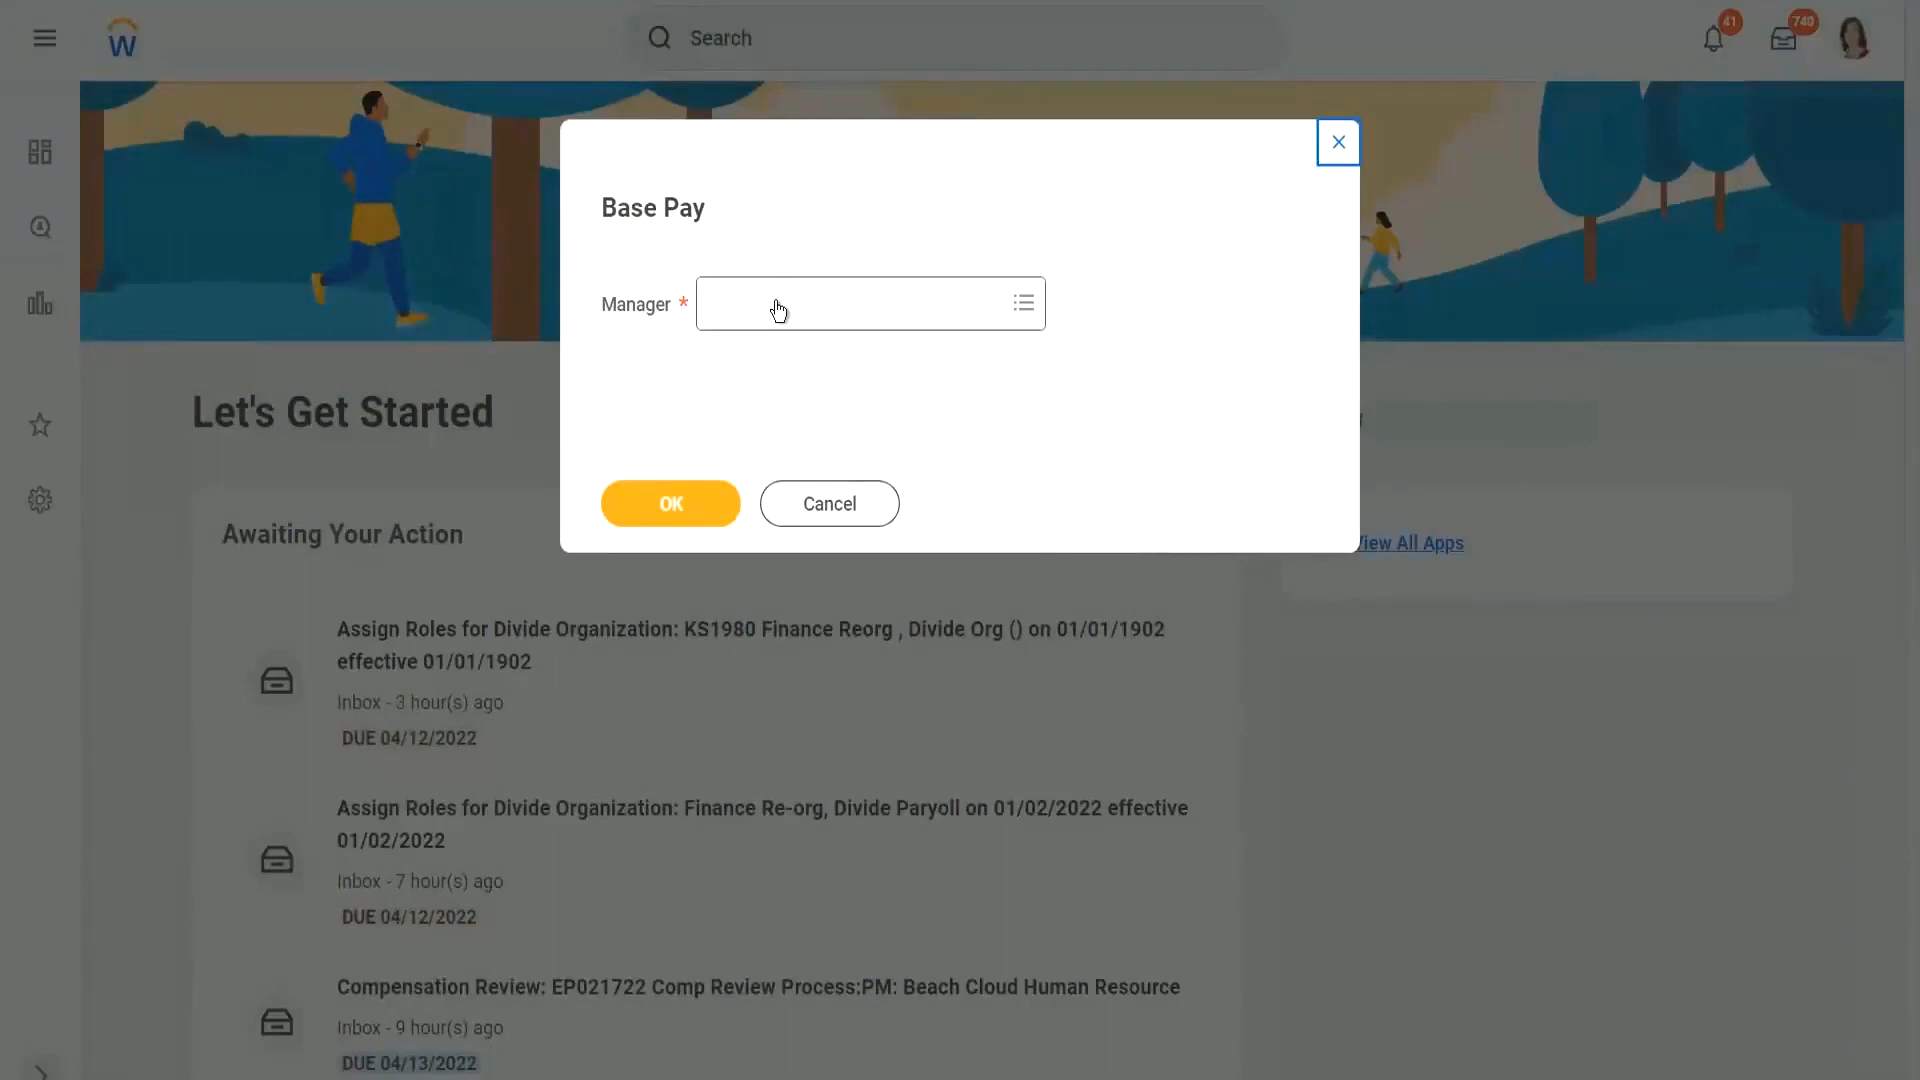 W
Search
41
740
Base Pay
Manager *
OK
Cancel
Let's Get Started
Awaiting Your Action
View All Apps
Assign Roles for Divide Organization: KS1980 Finance Reorg , Divide Org () on 01/01/1902
effective 01/01/1902
Inbox - 3 hour(s) ago
DUE 04/12/2022
Assign Roles for Divide Organization: Finance Re-org, Divide Paryoll on 01/02/2022 effective
01/02/2022
Inbox - 7 hour(s) ago
DUE 04/12/2022
Compensation Review: EP021722 Comp Review Process:PM: Beach Cloud Human Resource
Inbox - 9 hour(s) ago
DUE 04/13/2022